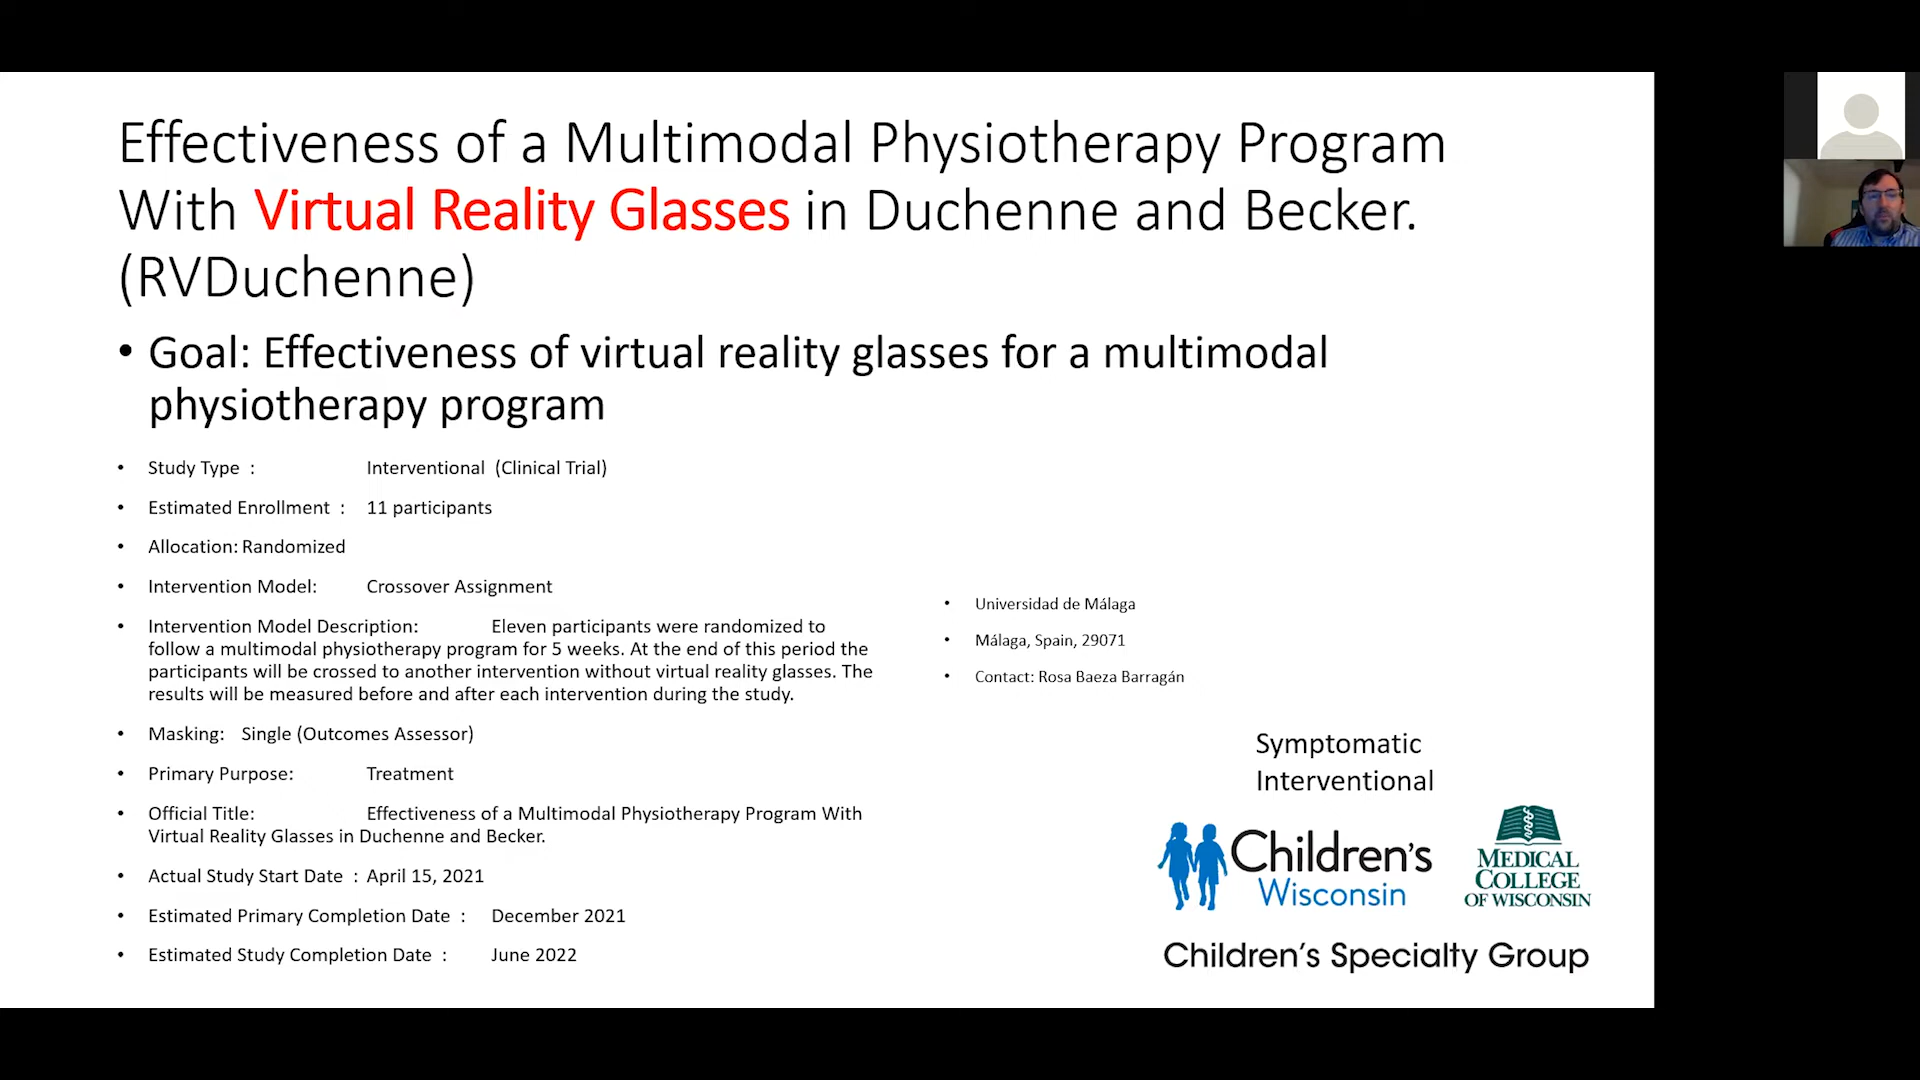 Effectiveness of a Multimodal Physiotherapy Program
With Virtual Reality Glasses in Duchenne and Becker.
(RVDuchenne)
• Goal: Effectiveness of virtual reality glasses for a multimodal
physiotherapy program
• Study Type : Interventional (Clinical Trial)
• Estimated Enrollment : 11 participants
• Allocation: Randomized
• Intervention Model: Crossover Assignment
• Intervention Model Description: Eleven participants were randomized to
follow a multimodal physiotherapy program for 5 weeks. At the end of this period the
participants will be crossed to another intervention without virtual reality glasses. The
results will be measured before and after each intervention during the study.
• Masking: Single (Outcomes Assessor)
• Primary Purpose: Treatment
• Official Title: Effectiveness of a Multimodal Physiotherapy Program With
Virtual Reality Glasses in Duchenne and Becker.
• Actual Study Start Date : April 15, 2021
• Estimated Primary Completion Date : December 2021
• Estimated Study Completion Date : June 2022
• Universidad de Málaga
• Málaga, Spain, 29071
• Contact: Rosa Baeza Barragán
Symptomatic
Interventional
Children's
Wisconsin
MEDICAL
COLLEGE
OF WISCONSIN
Children's Specialty Group